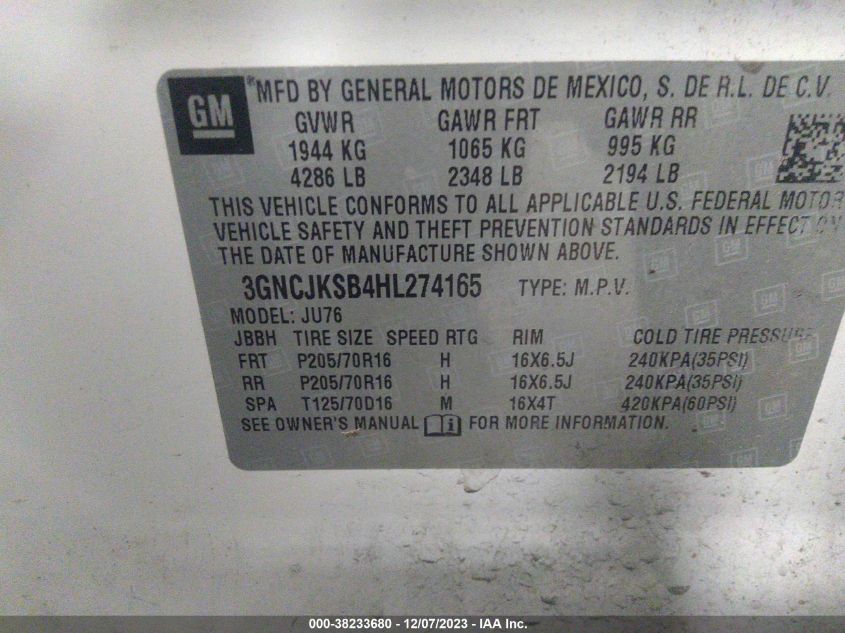 GM
*MFD BY GENERAL MOTORS DE MEXICO, S. DE R.L. DE C.V.
GVWR GAWR FRT GAWR RR
1944 KG 1065 KG 995 KG
4286 LB 2348 LB 2194 LB
THIS VEHICLE CONFORMS TO ALL APPLICABLE U.S. FEDERAL MOTOR
VEHICLE SAFETY AND THEFT PREVENTION STANDARDS IN EFFECT ON
THE DATE OF MANUFACTURE SHOWN ABOVE.
3GNCJKSB4HL274165 TYPE: M.P.V.
MODEL: JU76
JBBH TIRE SIZE SPEED RTG RIM COLD TIRE PRESSURE
FRT P205/70R16 H 16X6.5J 240KPA(35PSI)
RR P205/70R16 H 16X6.5J 240KPA(35PSI)
SPA T125/70D16 M 16X4T 420KPA(60PSI)
SEE OWNER'S MANUAL i FOR MORE INFORMATION.
000-38233680 - 12/07/2023 - IAA Inc.